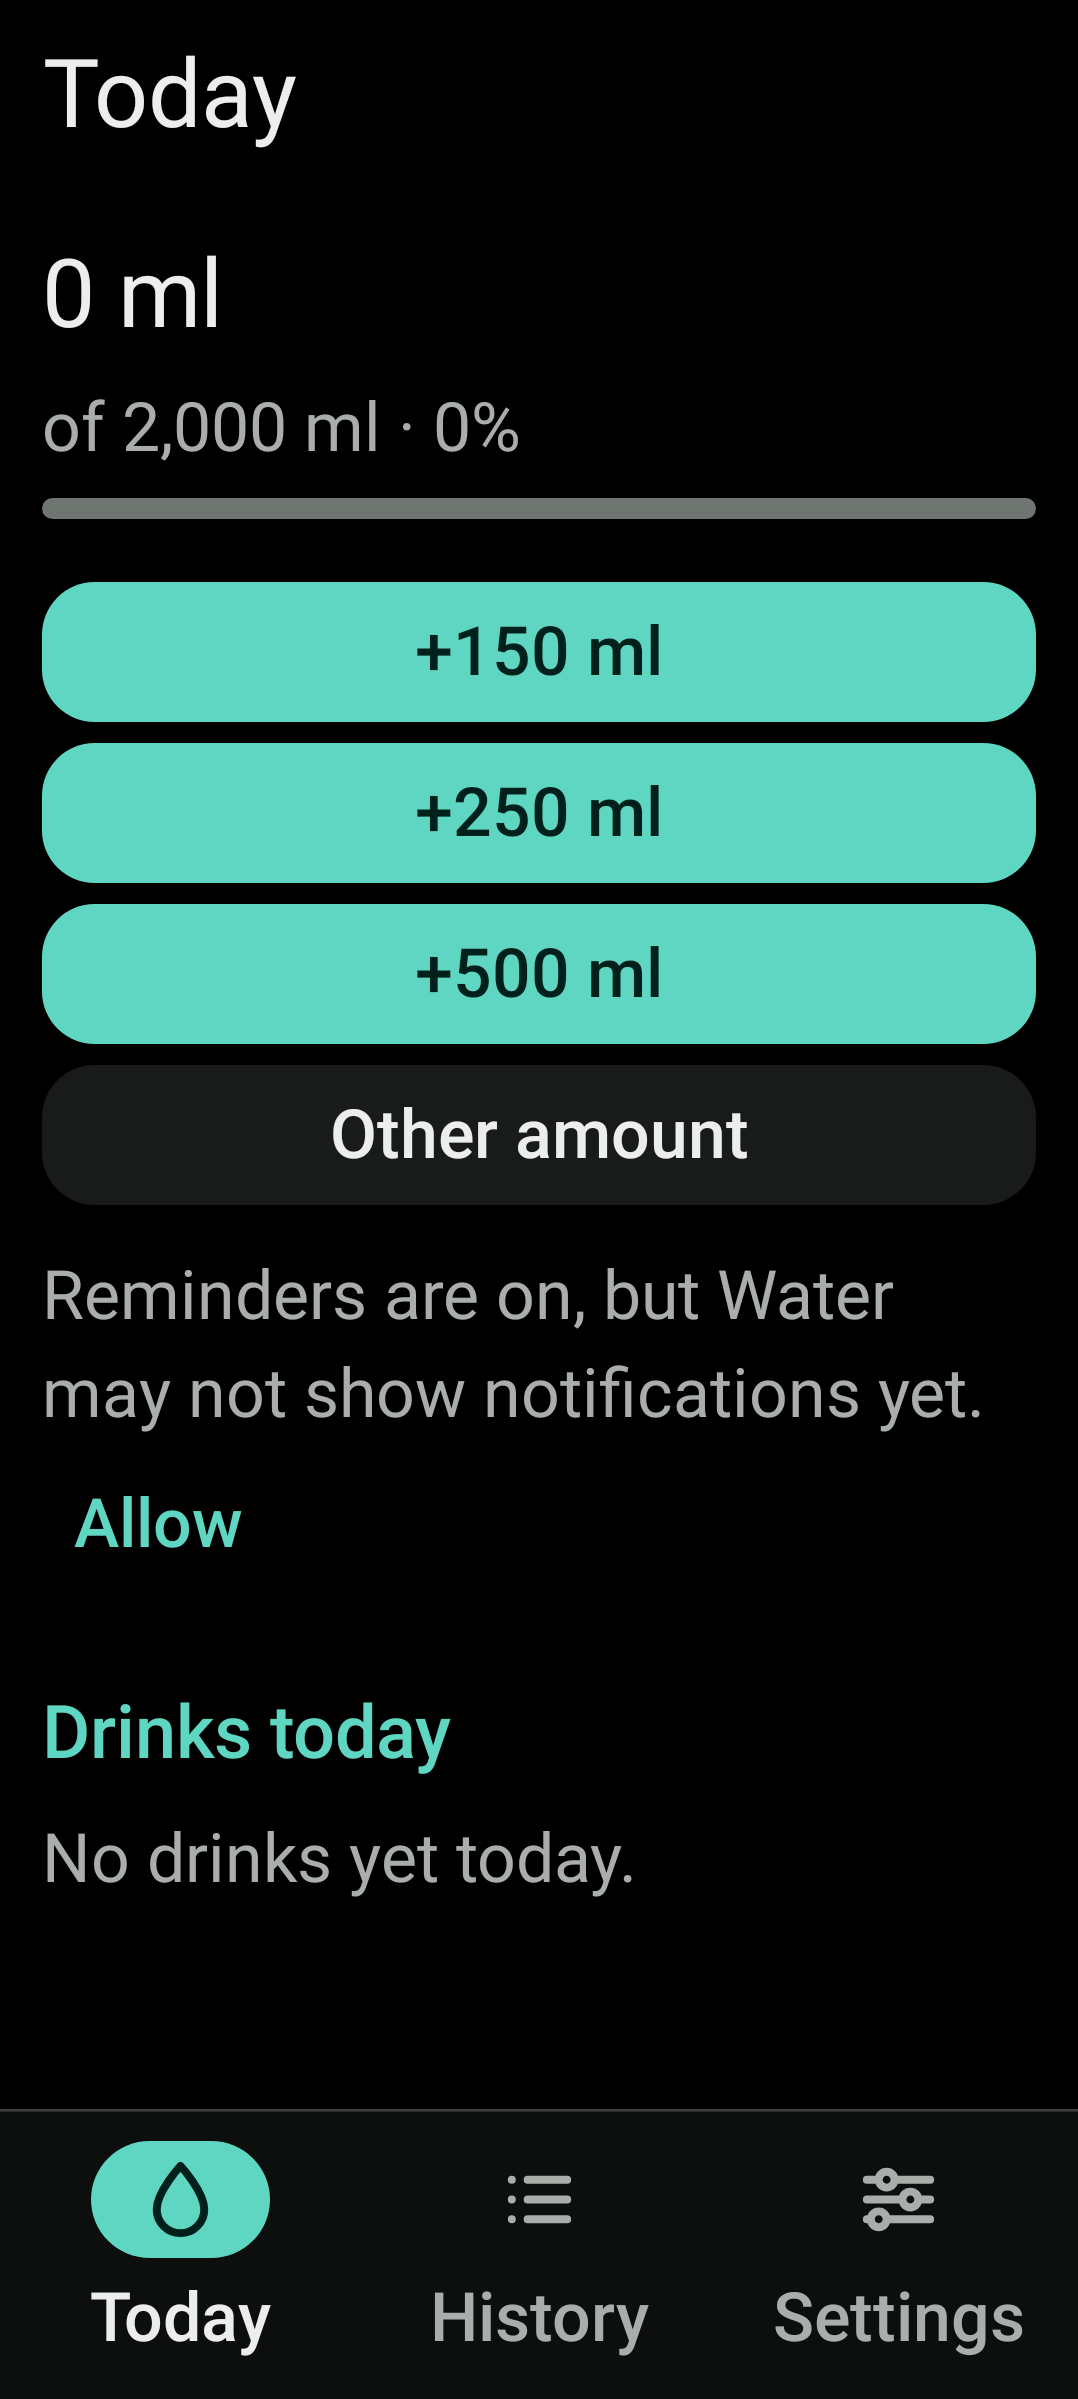 Today
0 ml
of 2,000 ml · 0%
+150 ml
+250 ml
+500 ml
Other amount
Reminders are on, but Water
may not show notifications yet.
Allow
Drinks today
No drinks yet today.
Today
History
Settings